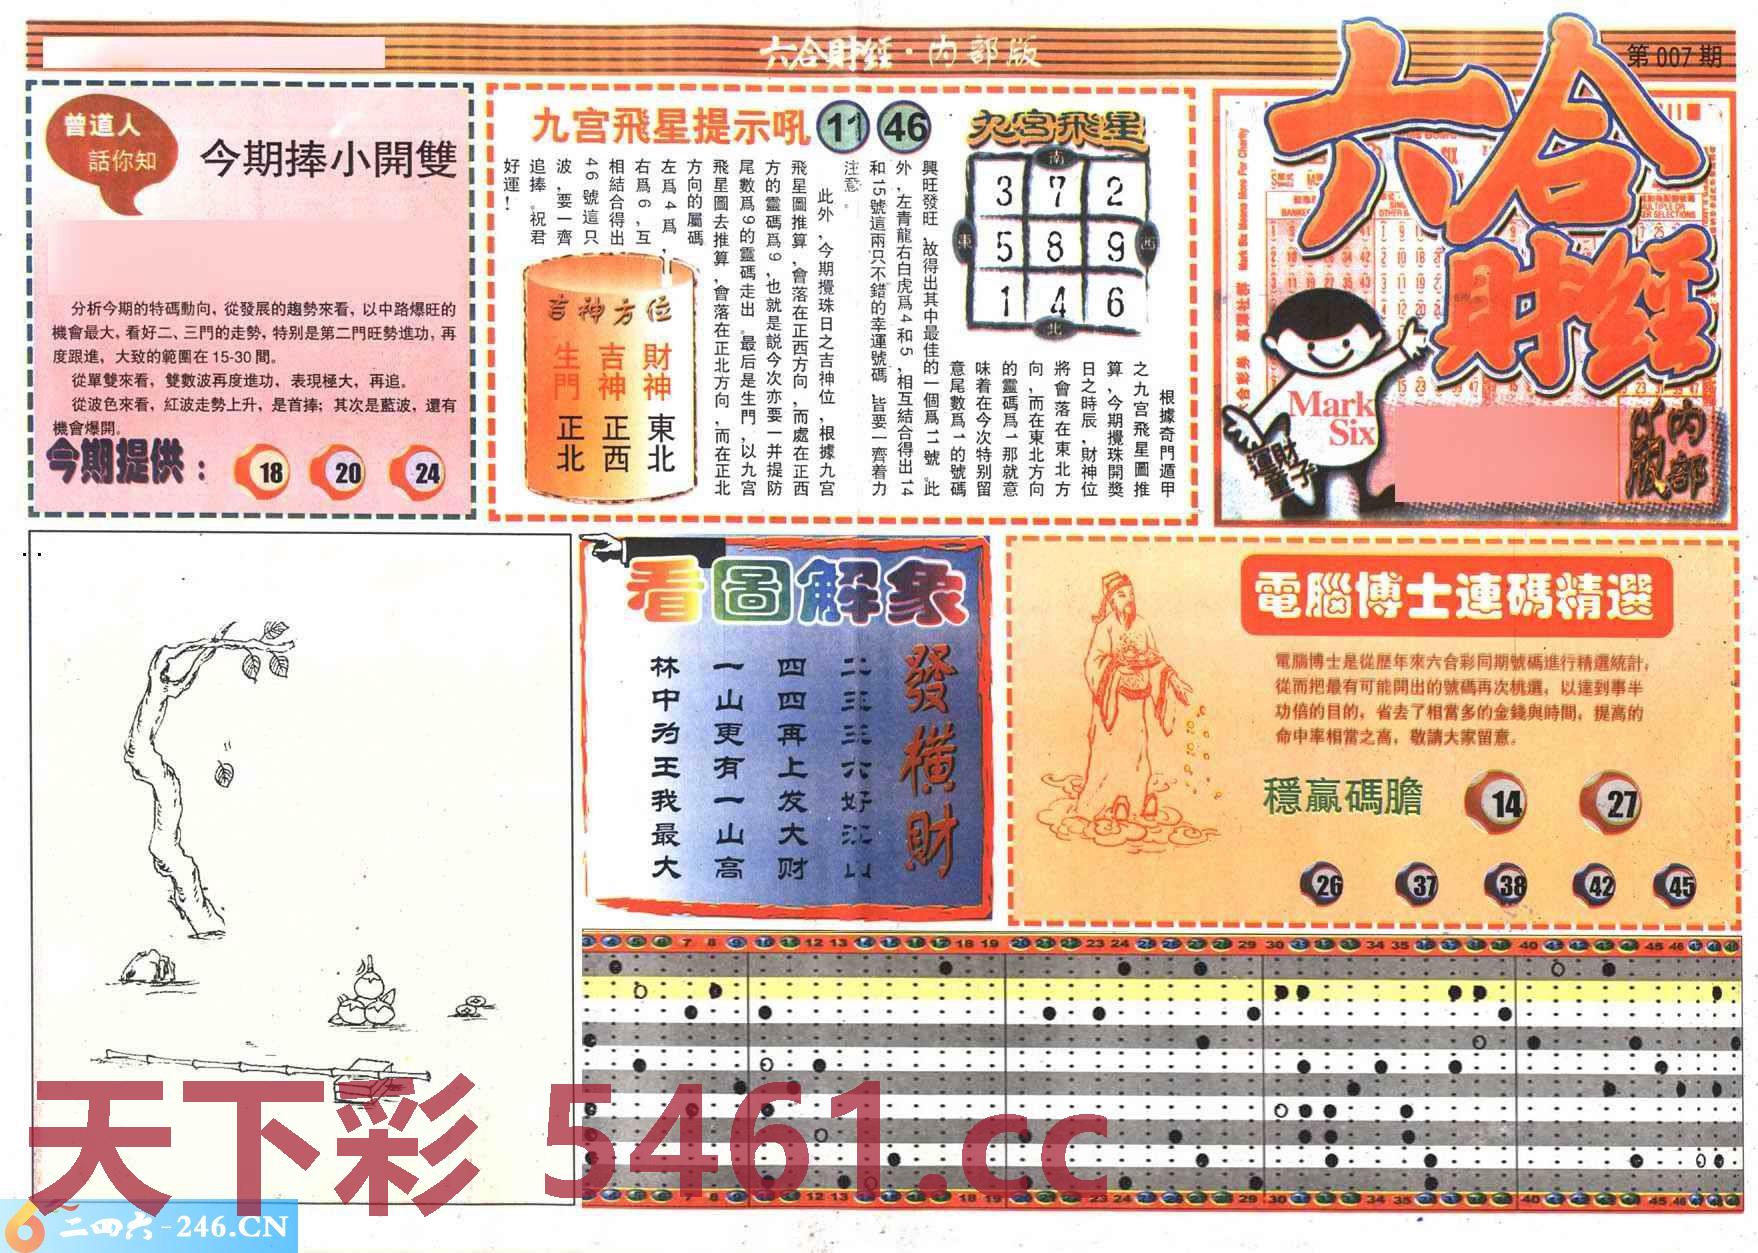 六合財經·内部版
第 007 期
曾道人
話你知
今期捧小開雙
分析今期的特碼動向，從發展的趨勢來看，以中路爆旺的
機會最大，看好二、三門的走勢，特别是第二門旺勢進功，再
度跟進，大致的範圍在 15-30 間。
從單雙來看，雙數波再度進功，表現極大，再追。
從波色來看，紅波走勢上升，是首捧；其次是藍波，還有
機會爆開。
今期提供：
18 20 24
九宮飛星提示吼 11 46
九宮飛星
南
3 7 2
東 5 8 9 西
1 4 6
北
根據奇門遁甲
之九宮飛星圖推
算，今期攪珠開獎
日之時辰，財神位
將會落在東北方
向，而在東北方向
的靈碼爲1那就意
味着在今次特别留
意尾數爲1的號碼
興旺發旺，故得出其中最佳的一個爲11號。此
外，左青龍右白虎爲4和5，相互結合得出14
和15號這兩只不錯的幸運號碼，皆要一齊着力
注意。
此外，今期攪珠日之吉神位，根據九宮
飛星圖推算，會落在正西方向，而處在正西
方的靈碼爲9，也就是説今次亦要一并提防
尾數爲9的靈碼走出。最后是生門，以九宮
飛星圖去推算，會落在正北方向，而在正北
方向的屬碼
左爲4爲，
右爲6，互
相結合得出
46號這只
波，要一齊
追捧。祝君
好運！
吉神方位
財神 東北
吉神 正西
生門 正北
六合財經
Mark
Six
運財
童子
内部版
看圖解象
發橫財
二三三六好江山
四四再上发大财
一山更有一山高
林中为王我最大
電腦博士連碼精選
電腦博士是從歷年來六合彩同期號碼進行精選統計，
從而把最有可能開出的號碼再次桃選，以達到事半
功倍的目的，省去了相當多的金錢與時間，提高的
命中率相當之高，敬請大家留意。
穩贏碼膽 14 27
26 37 38 42 45
天下彩 5461.cc
二四六-246.CN